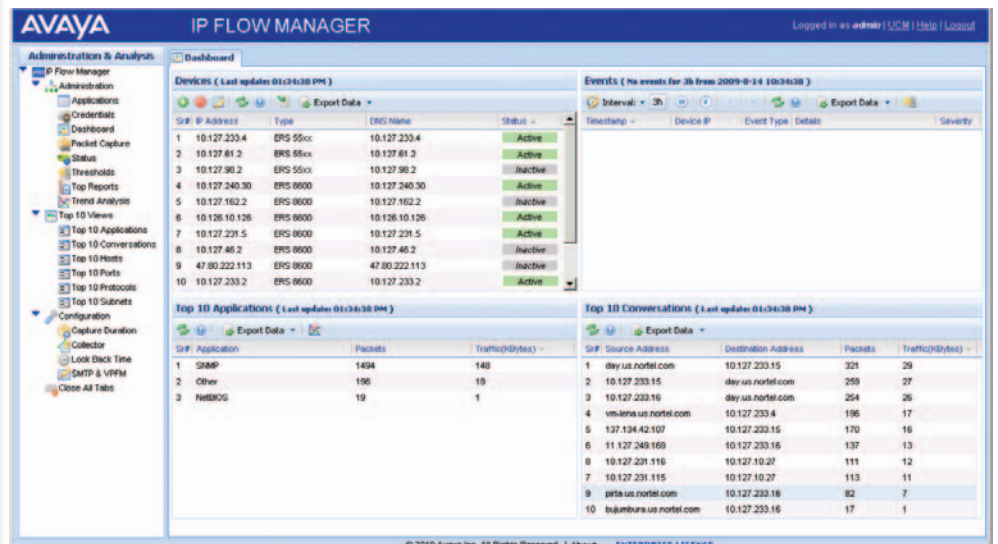 AVAYA IP FLOW MANAGER Logged in as admin | UCM | Help | Logout
Administration & Analysis
IP Flow Manager
Administration
Applications
Credentials
Dashboard
Packet Capture
Status
Thresholds
Top Reports
Trend Analysis
Top 10 Views
Top 10 Applications
Top 10 Conversations
Top 10 Hosts
Top 10 Ports
Top 10 Protocols
Top 10 Subnets
Configuration
Capture Duration
Collector
Look Back Time
SMTP & VPFM
Close All Tabs
Dashboard
Devices ( Last update: 01:34:38 PM )
Export Data
Sr# IP Address Type DNS Name Status
1 10.127.233.4 ERS 55xx 10.127.233.4 Active
2 10.127.61.2 ERS 55xx 10.127.61.2 Active
3 10.127.98.2 ERS 55xx 10.127.98.2 Inactive
4 10.127.240.30 ERS 8600 10.127.240.30 Active
5 10.127.162.2 ERS 8600 10.127.162.2 Inactive
6 10.126.10.126 ERS 8600 10.126.10.126 Active
7 10.127.231.5 ERS 8600 10.127.231.5 Active
8 10.127.46.2 ERS 8600 10.127.46.2 Inactive
9 47.80.222.113 ERS 8600 47.80.222.113 Inactive
10 10.127.233.2 ERS 8600 10.127.233.2 Active
Events ( No events for 3h from 2009-8-14 10:34:38 )
Interval: 3h Export Data
Timestamp Device IP Event Type Details Severity
Top 10 Applications ( Last update: 01:34:38 PM )
Export Data
Sr# Application Packets Traffic(KBytes)
1 SNMP 1494 148
2 Other 196 19
3 NetBIOS 19 1
Top 10 Conversations ( Last update: 01:34:38 PM )
Export Data
Sr# Source Address Destination Address Packets Traffic(KBytes)
1 day.us.nortel.com 10.127.233.15 321 29
2 10.127.233.15 day.us.nortel.com 259 27
3 10.127.233.16 day.us.nortel.com 254 26
4 vm-lena.us.nortel.com 10.127.233.4 196 17
5 137.134.42.107 10.127.233.15 170 16
6 11.127.249.169 10.127.233.16 137 13
8 10.127.231.116 10.127.10.27 111 12
7 10.127.231.115 10.127.10.27 113 11
9 pirta.us.nortel.com 10.127.233.16 82 7
10 bujumbura.us.nortel.com 10.127.233.16 17 1
© 2010 Avaya Inc. All Rights Reserved. | About ENTERPRISE LICENSE